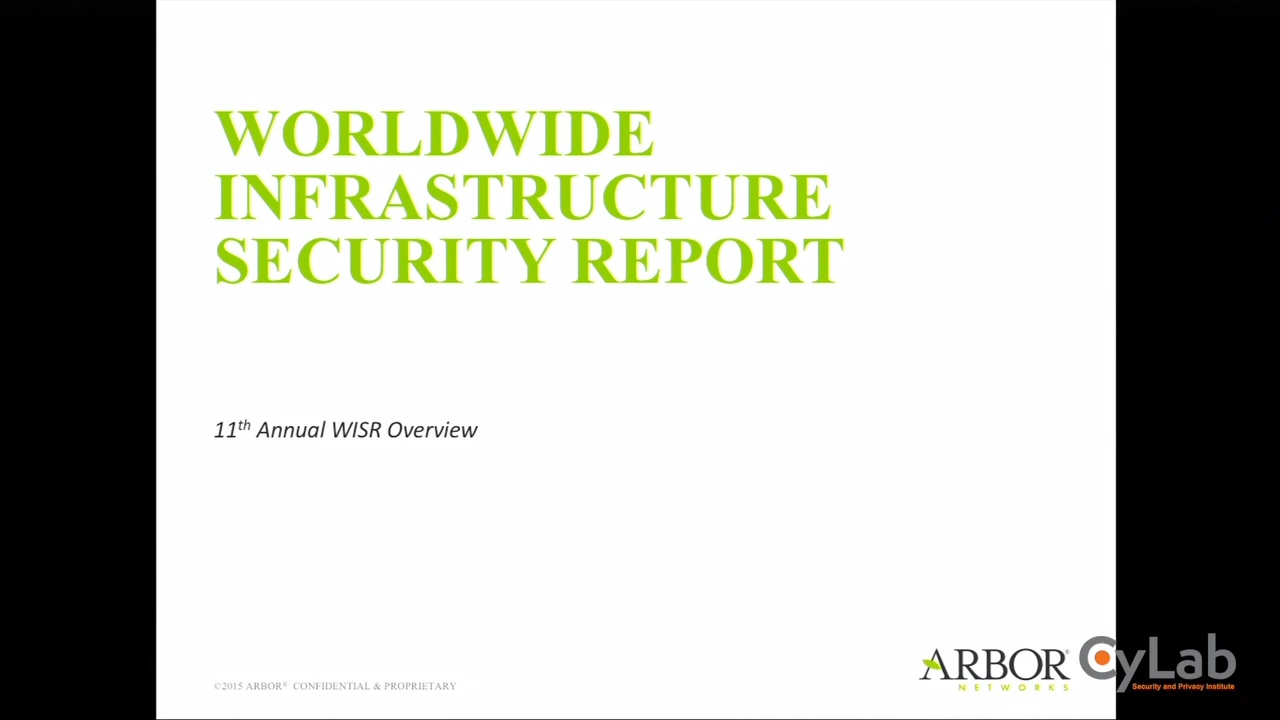 WORLDWIDE
INFRASTRUCTURE
SECURITY REPORT
11th Annual WISR Overview
©2015 ARBOR® CONFIDENTIAL & PROPRIETARY
ARBOR®
NETWORKS
CyLab
Security and Privacy Institute